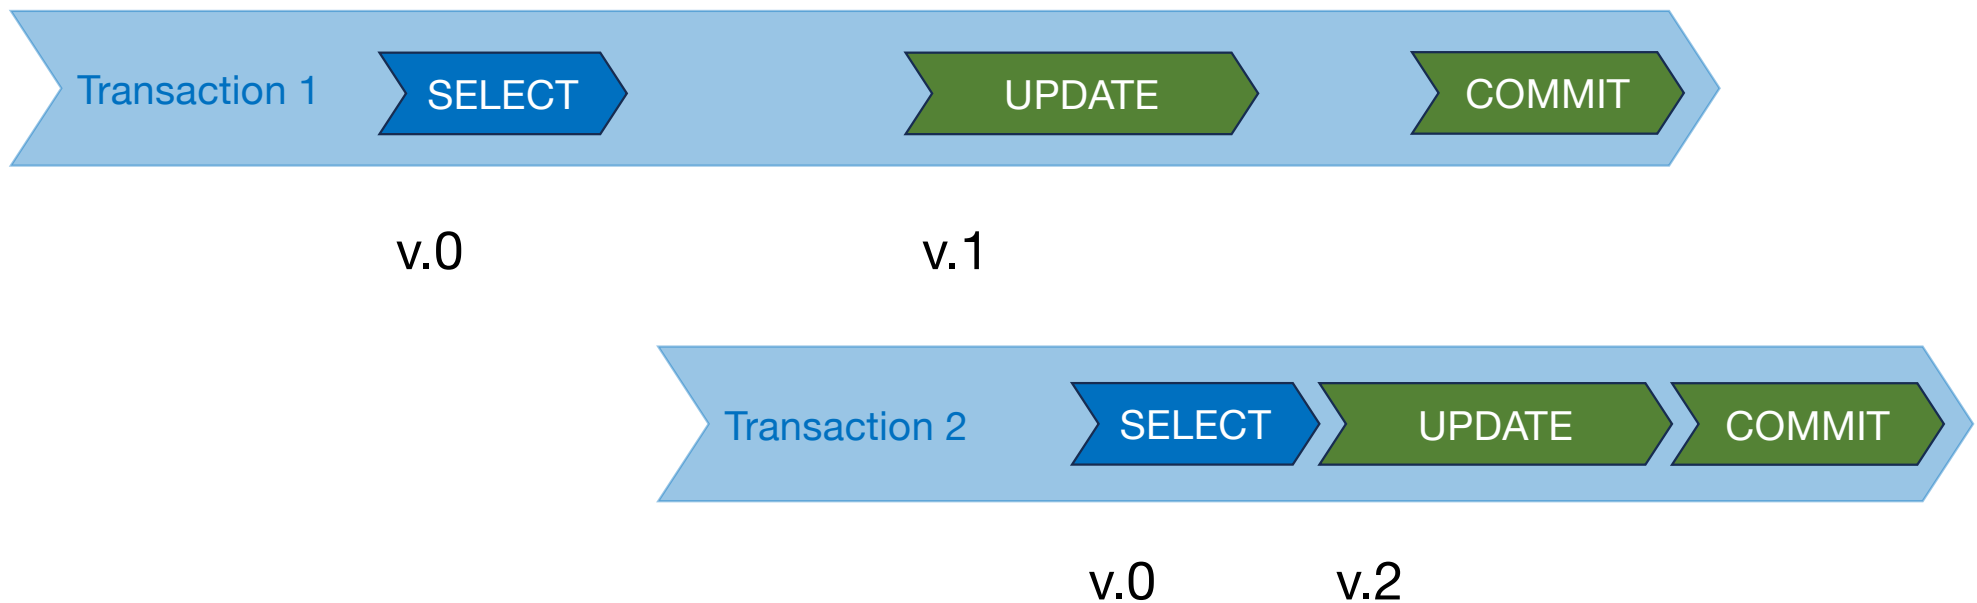 Transaction 1 SELECT UPDATE COMMIT
v.0 v.1
Transaction 2 SELECT UPDATE COMMIT
v.0 v.2